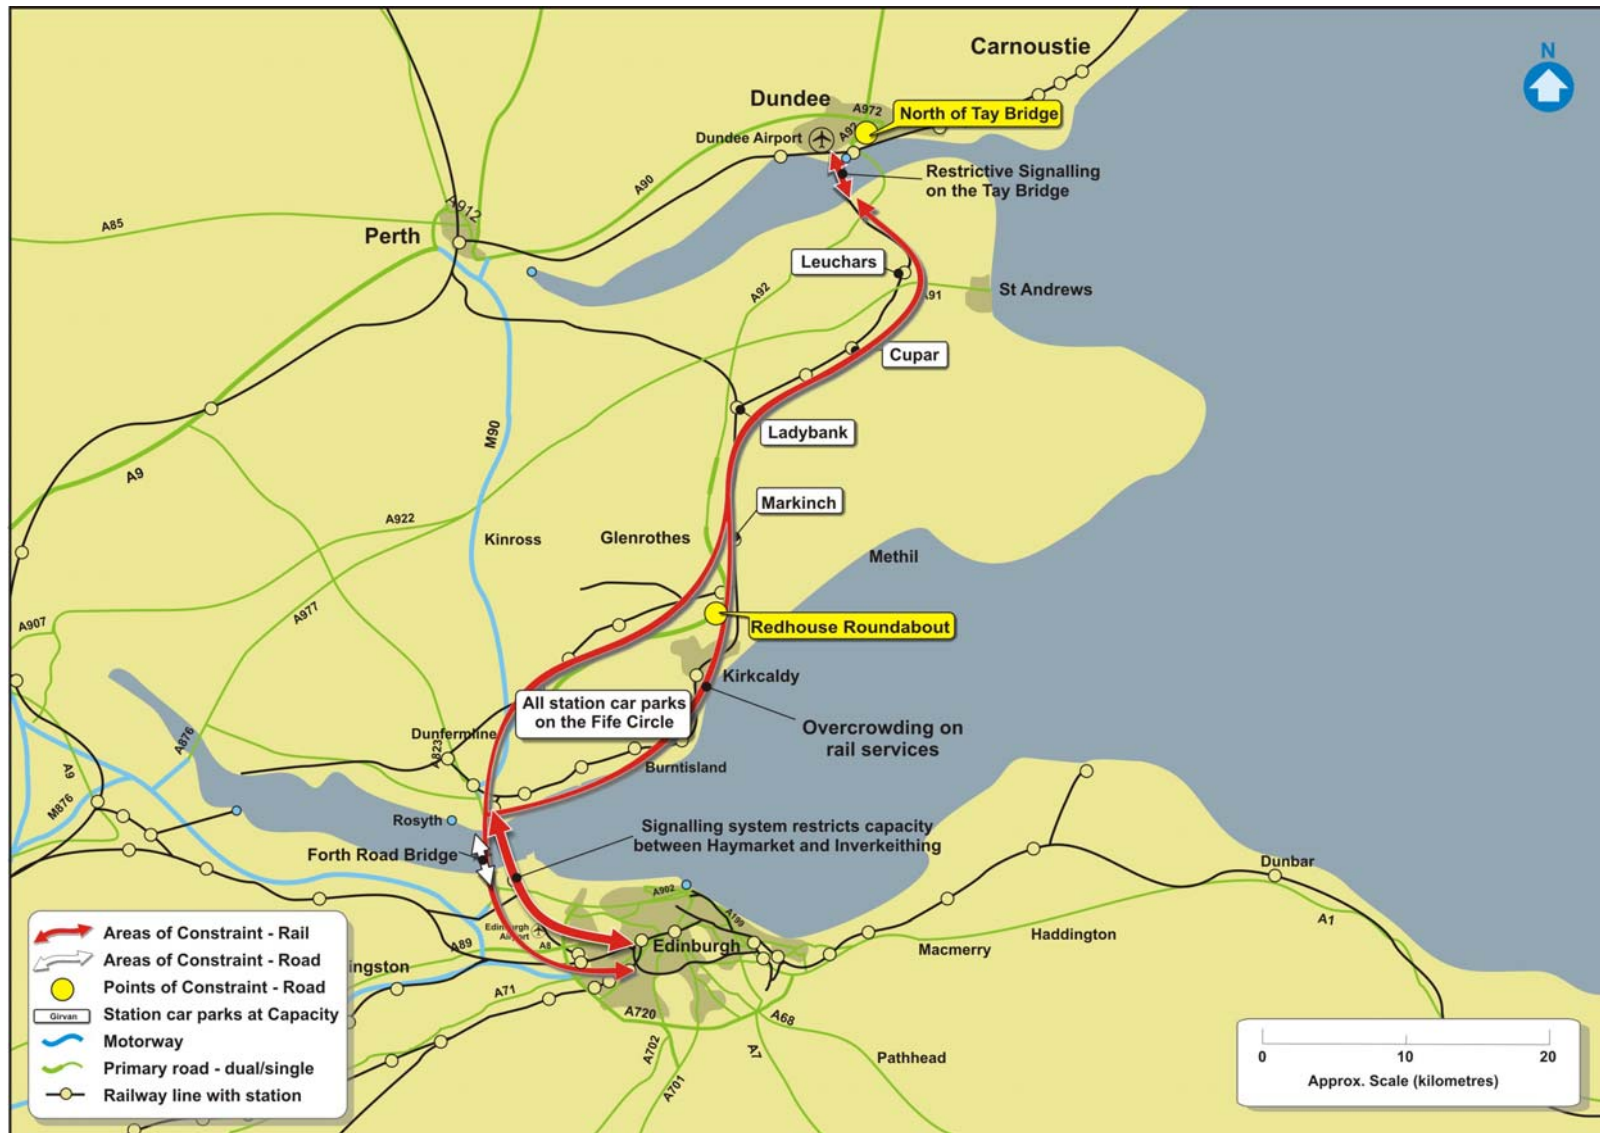 N
Carnoustie
Dundee
A972
North of Tay Bridge
A92
Dundee Airport
Restrictive Signalling
on the Tay Bridge
A90
A912
A85
Perth
Leuchars
A91
St Andrews
A92
Cupar
Ladybank
M90
A9
Markinch
A922
Kinross
Glenrothes
Methil
A977
A907
Redhouse Roundabout
Kirkcaldy
All station car parks
on the Fife Circle
Overcrowding on
rail services
Dunfermline
A823
A876
A9
M876
Burntisland
Rosyth
Signalling system restricts capacity
between Haymarket and Inverkeithing
Forth Road Bridge
Dunbar
A902
A199
A1
Edinburgh
Airport
A8
A89
Edinburgh
Haddington
Macmerry
ingston
A71
A720
A68
A702
A7
A701
Pathhead
Areas of Constraint - Rail
Areas of Constraint - Road
Points of Constraint - Road
Girvan
Station car parks at Capacity
Motorway
Primary road - dual/single
Railway line with station
0 10 20
Approx. Scale (kilometres)